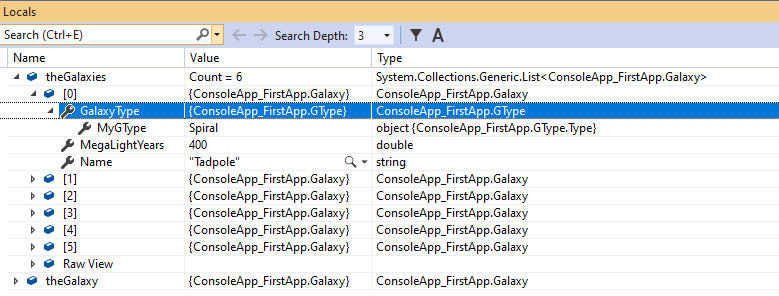 Locals
Search (Ctrl+E) Search Depth: 3 A
Name Value Type
theGalaxies Count = 6 System.Collections.Generic.List<ConsoleApp_FirstApp.Galaxy>
[0] {ConsoleApp_FirstApp.Galaxy} ConsoleApp_FirstApp.Galaxy
GalaxyType {ConsoleApp_FirstApp.GType} ConsoleApp_FirstApp.GType
MyGType Spiral object {ConsoleApp_FirstApp.GType.Type}
MegaLightYears 400 double
Name "Tadpole" string
[1] {ConsoleApp_FirstApp.Galaxy} ConsoleApp_FirstApp.Galaxy
[2] {ConsoleApp_FirstApp.Galaxy} ConsoleApp_FirstApp.Galaxy
[3] {ConsoleApp_FirstApp.Galaxy} ConsoleApp_FirstApp.Galaxy
[4] {ConsoleApp_FirstApp.Galaxy} ConsoleApp_FirstApp.Galaxy
[5] {ConsoleApp_FirstApp.Galaxy} ConsoleApp_FirstApp.Galaxy
Raw View
theGalaxy {ConsoleApp_FirstApp.Galaxy} ConsoleApp_FirstApp.Galaxy